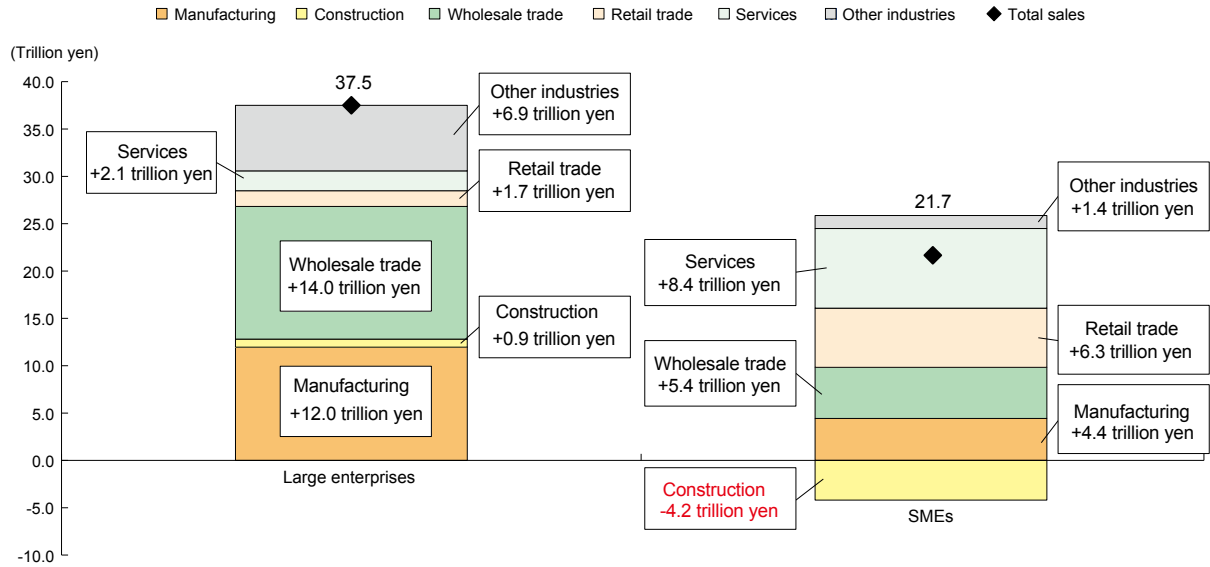 Manufacturing Construction Wholesale trade Retail trade Services Other industries Total sales
(Trillion yen)
40.0
35.0
30.0
25.0
20.0
15.0
10.0
5.0
0.0
-5.0
-10.0
37.5
Other industries
+6.9 trillion yen
Services
+2.1 trillion yen
Retail trade
+1.7 trillion yen
Wholesale trade
+14.0 trillion yen
Construction
+0.9 trillion yen
Manufacturing
+12.0 trillion yen
Large enterprises
21.7
Other industries
+1.4 trillion yen
Services
+8.4 trillion yen
Retail trade
+6.3 trillion yen
Wholesale trade
+5.4 trillion yen
Manufacturing
+4.4 trillion yen
Construction
-4.2 trillion yen
SMEs